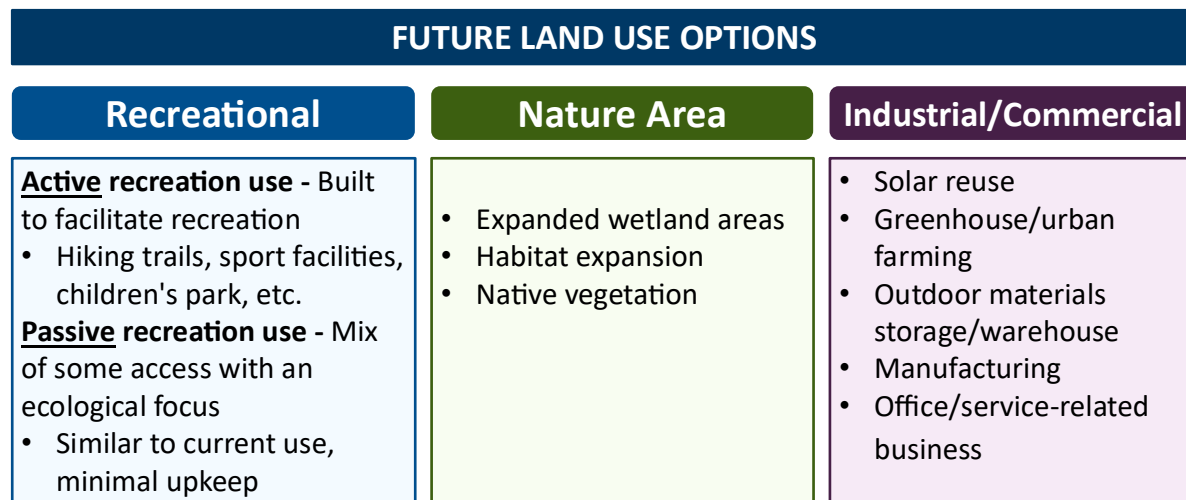 FUTURE LAND USE OPTIONS
Recreational
Active recreation use - Built
to facilitate recreation
• Hiking trails, sport facilities,
children's park, etc.
Passive recreation use - Mix
of some access with an
ecological focus
• Similar to current use,
minimal upkeep
Nature Area
• Expanded wetland areas
• Habitat expansion
• Native vegetation
Industrial/Commercial
• Solar reuse
• Greenhouse/urban
farming
• Outdoor materials
storage/warehouse
• Manufacturing
• Office/service-related
business